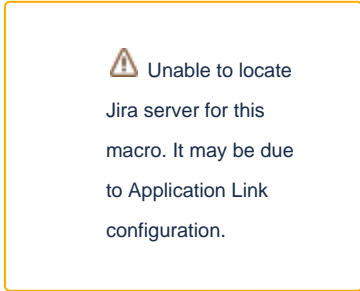 Unable to locate
Jira server for this
macro. It may be due
to Application Link
configuration.